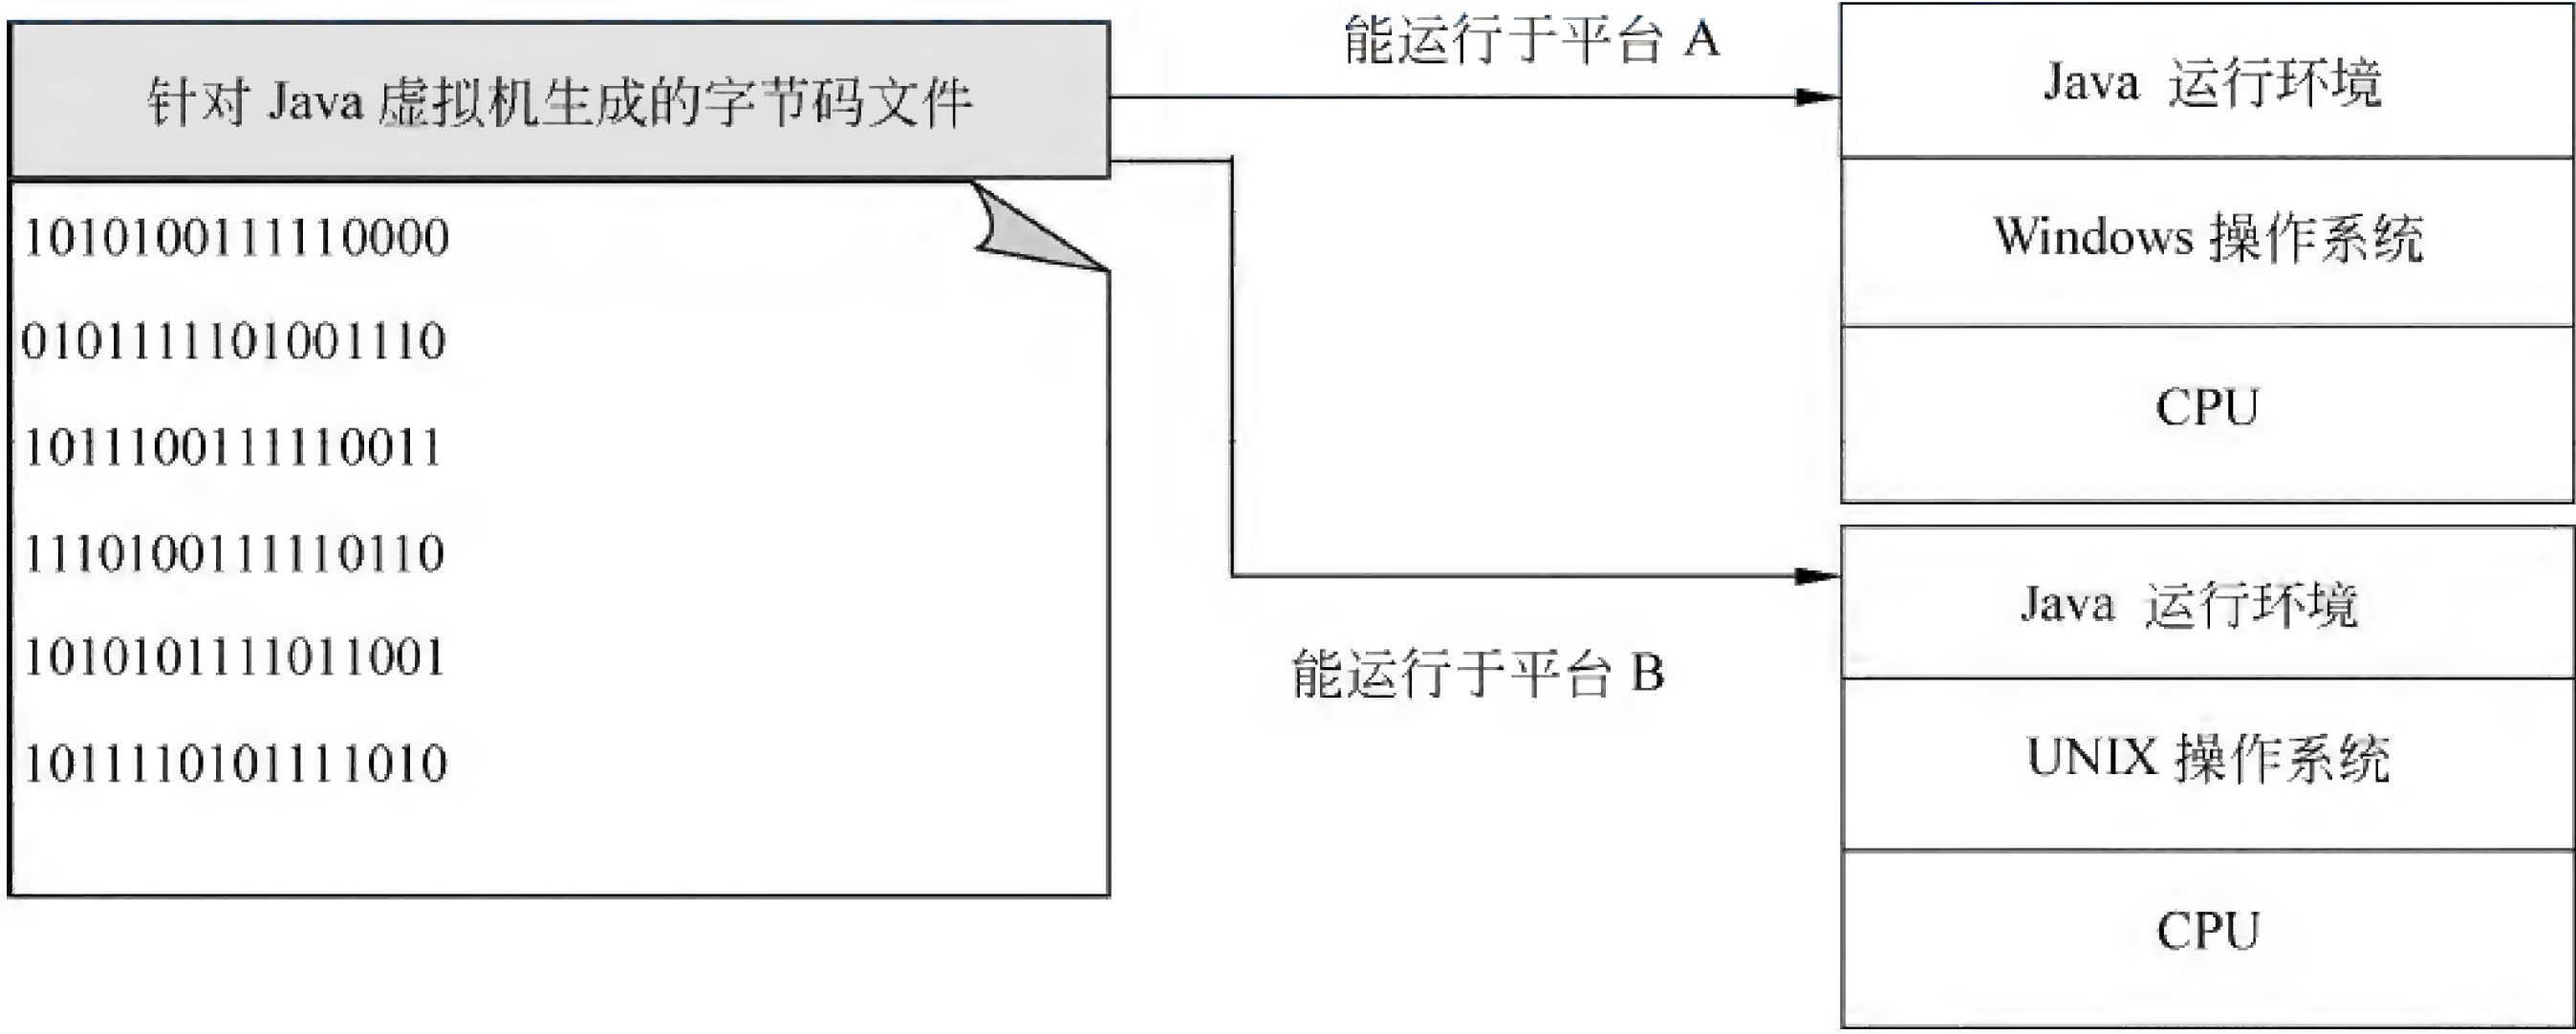 针对 Java 虚拟机生成的字节码文件
1010100111110000
0101111101001110
1011100111110011
1110100111110110
1010101111011001
1011110101111010
能运行于平台 A
Java 运行环境
Windows 操作系统
CPU
能运行于平台 B
Java 运行环境
UNIX 操作系统
CPU